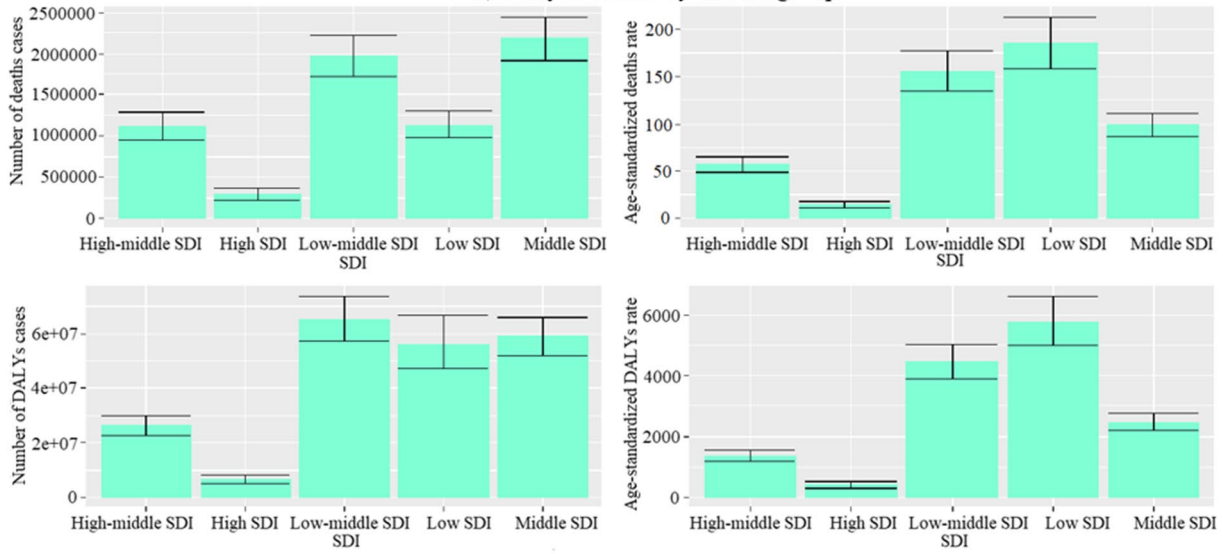 Number of deaths cases
2500000
2000000
1500000
1000000
500000
0
High-middle SDI High SDI Low-middle SDI Low SDI Middle SDI
SDI
Age-standardized deaths rate
200
150
100
50
0
High-middle SDI High SDI Low-middle SDI Low SDI Middle SDI
SDI
Number of DALYs cases
6e+07
4e+07
2e+07
0
High-middle SDI High SDI Low-middle SDI Low SDI Middle SDI
SDI
Age-standardized DALYs rate
6000
4000
2000
0
High-middle SDI High SDI Low-middle SDI Low SDI Middle SDI
SDI